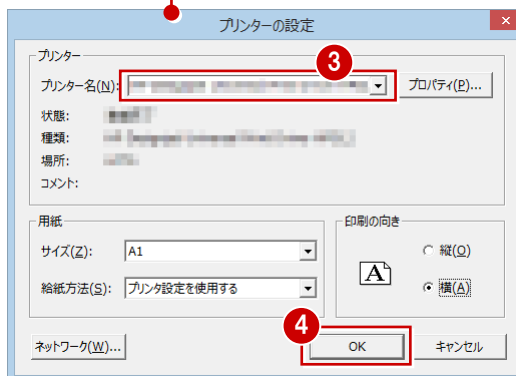 プリンターの設定
×
プリンター
3
プリンター名(N):
プロパティ(P)...
状態:
種類:
場所:
コメント:
用紙
印刷の向き
サイズ(Z): A1
縦(O)
A
給紙方法(S): プリンタ設定を使用する
横(A)
4
ネットワーク(W)...
OK
キャンセル